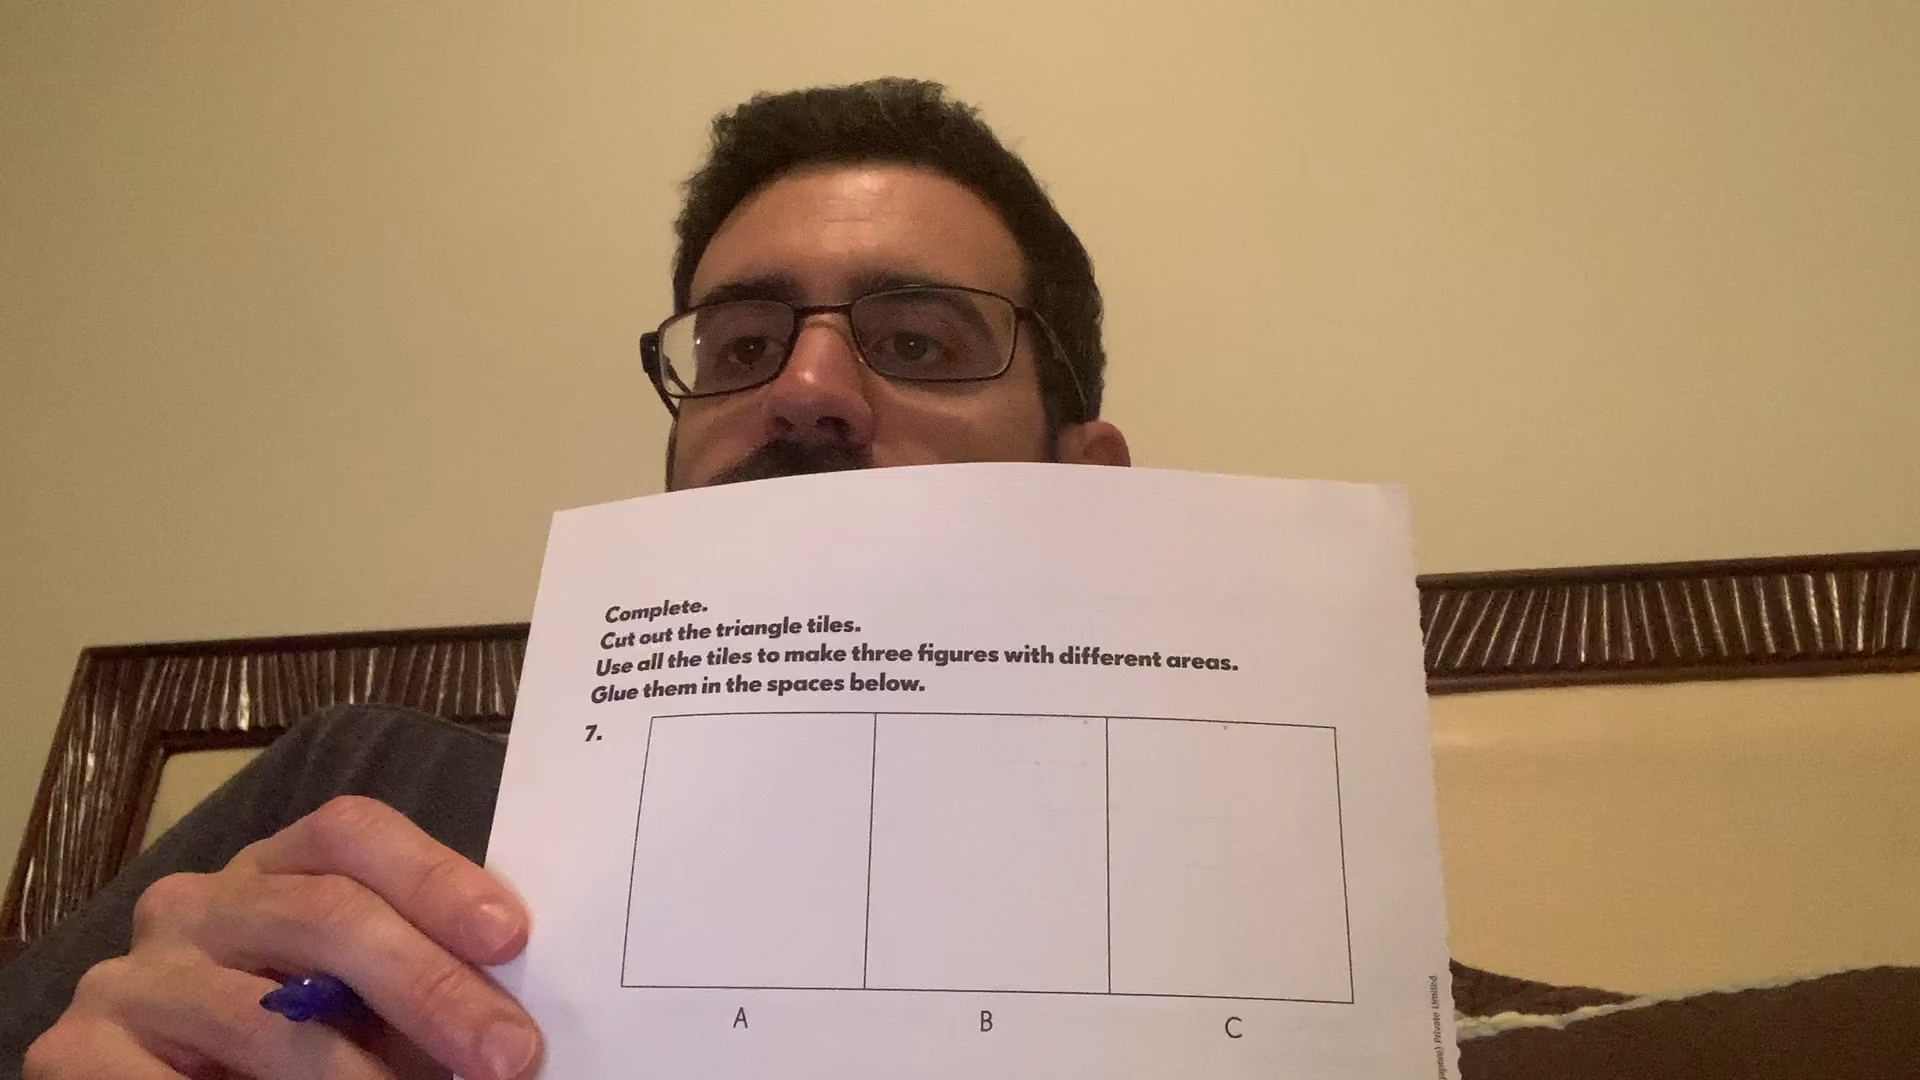 Complete.
Cut out the triangle tiles.
Use all the tiles to make three figures with different areas.
Glue them in the spaces below.
7.
A
B
C
Private Limited